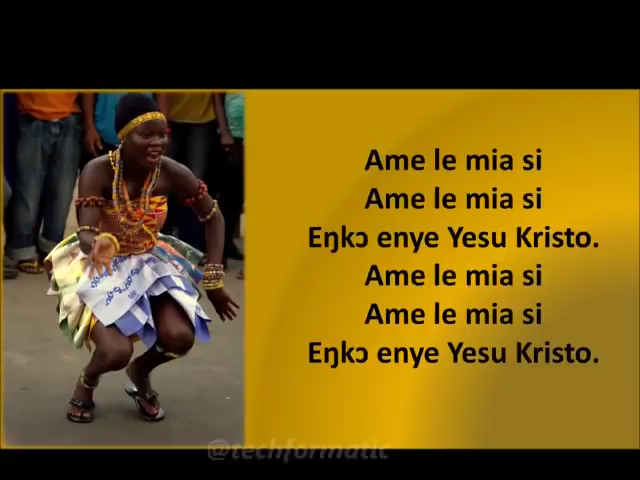 Ame le mia si
Ame le mia si
Eŋkɔ enye Yesu Kristo.
Ame le mia si
Ame le mia si
Eŋkɔ enye Yesu Kristo.
@techformatic